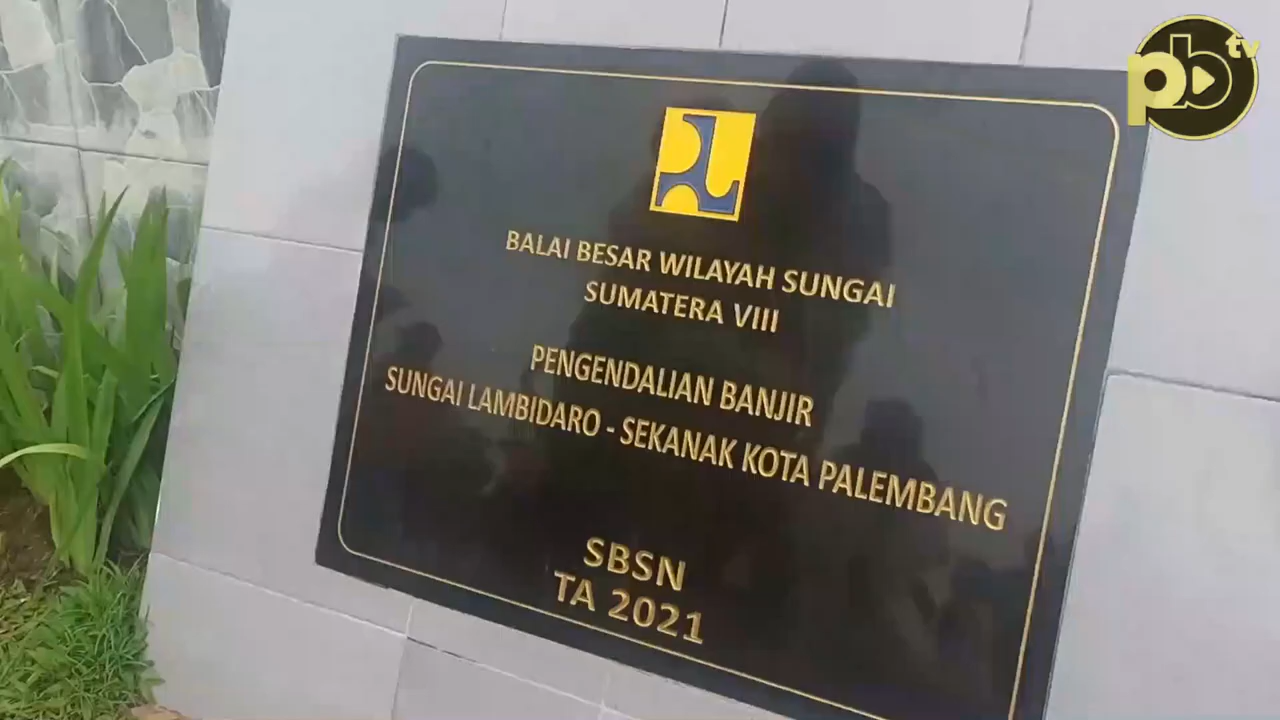 pb tv
BALAI BESAR WILAYAH SUNGAI
SUMATERA VIII
PENGENDALIAN BANJIR
SUNGAI LAMBIDARO - SEKANAK KOTA PALEMBANG
SBSN
TA 2021